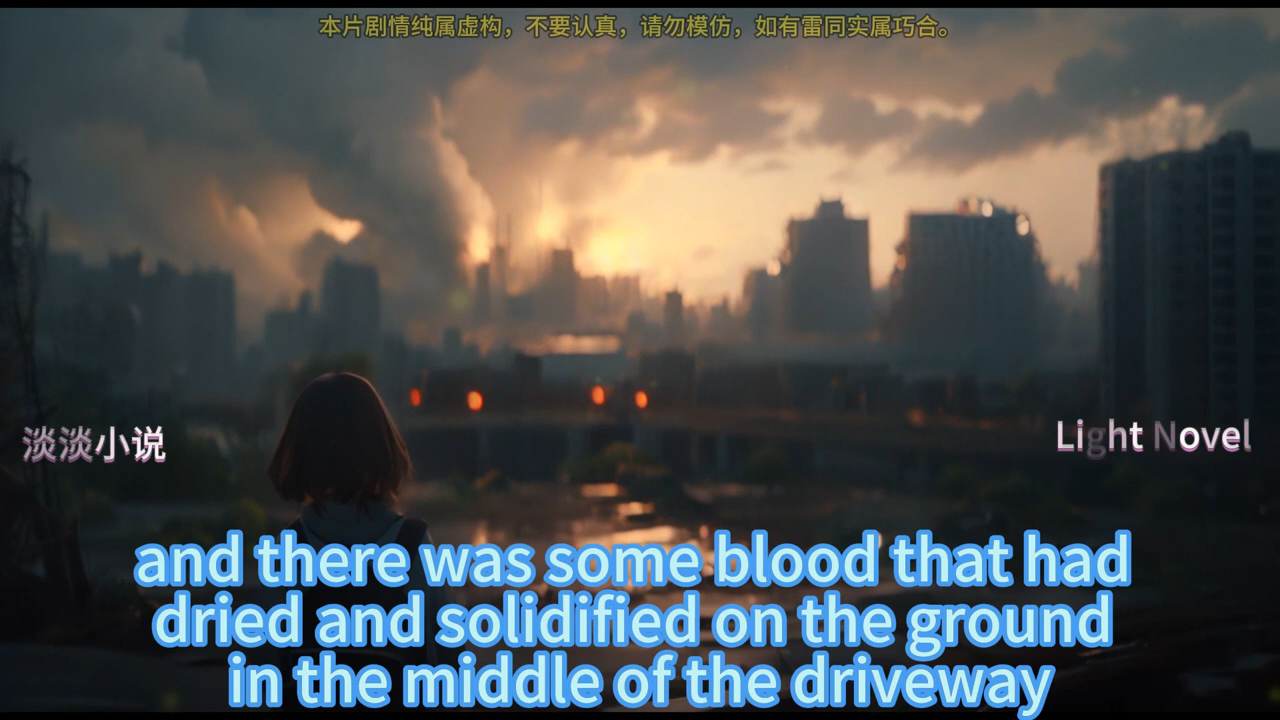 本片剧情纯属虚构，不要认真，请勿模仿，如有雷同实属巧合。
淡淡小说
Light Novel
and there was some blood that had
dried and solidified on the ground
in the middle of the driveway